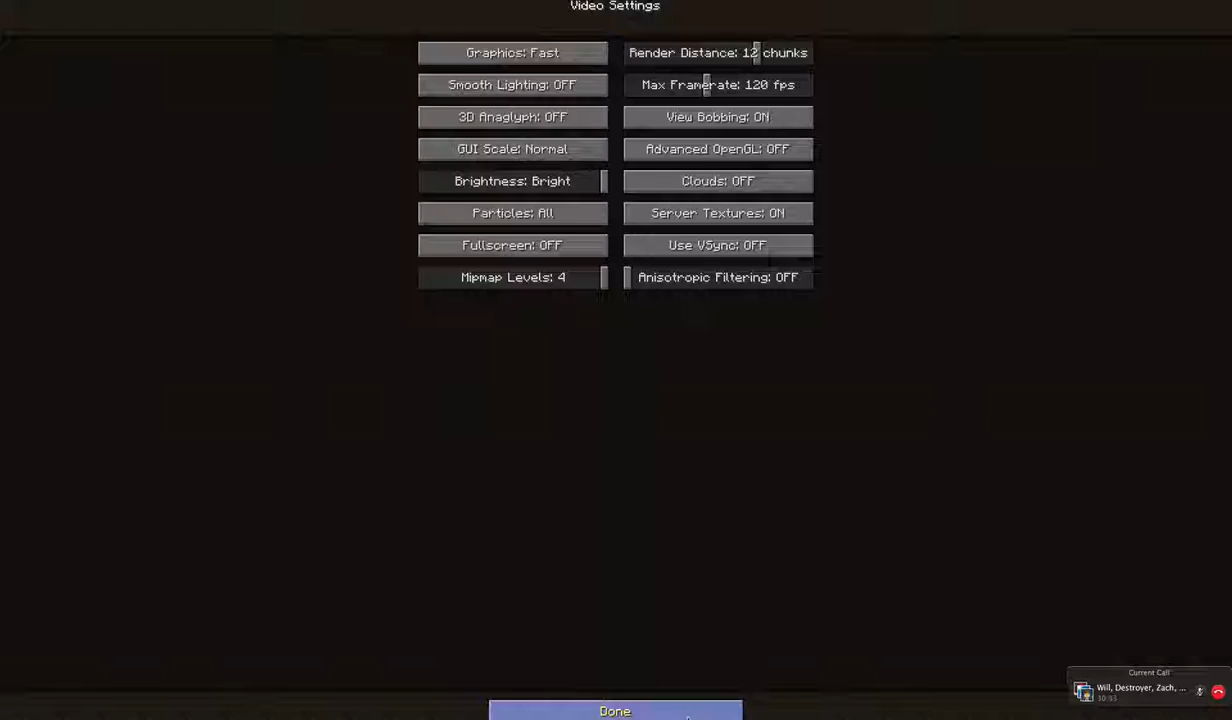 Video Settings
Graphics: Fast
Render Distance: 12 chunks
Smooth Lighting: OFF
Max Framerate: 120 fps
3D Anaglyph: OFF
View Bobbing: ON
GUI Scale: Normal
Advanced OpenGL: OFF
Brightness: Bright
Clouds: OFF
Particles: All
Server Textures: ON
Fullscreen: OFF
Use VSync: OFF
Mipmap Levels: 4
Anisotropic Filtering: OFF
Current Call
Will, Destroyer, Zach, ...
Done